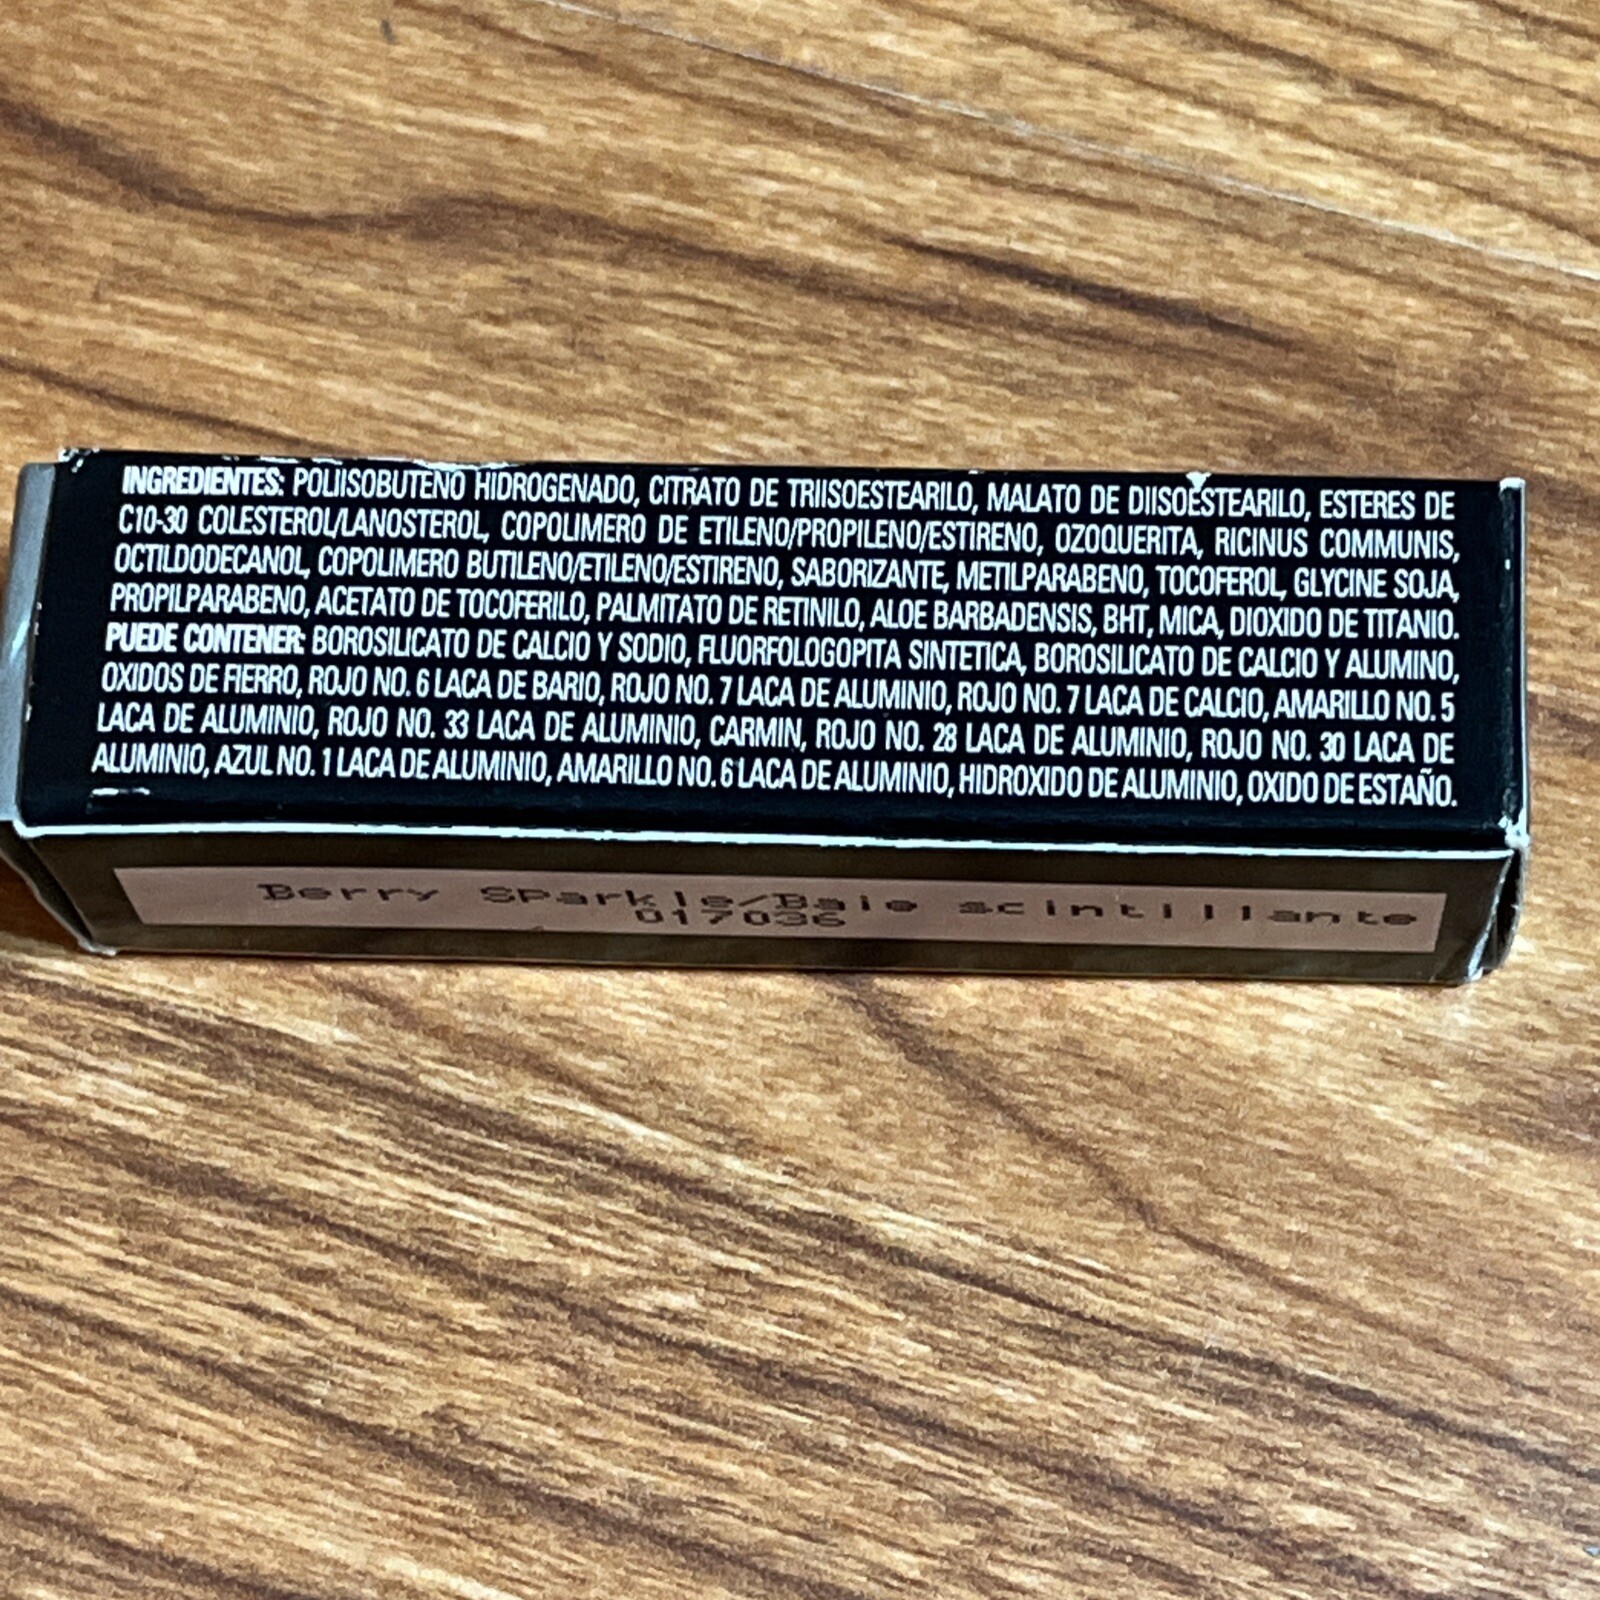 INGREDIENTES: POLIISOBUTENO HIDROGENADO, CITRATO DE TRIISOESTEARILO, MALATO DE DIISOESTEARILO, ESTERES DE
C10-30 COLESTEROL/LANOSTEROL, COPOLIMERO DE ETILENO/PROPILENO/ESTIRENO, OZOQUERITA, RICINUS COMMUNIS,
OCTILDODECANOL, COPOLIMERO BUTILENO/ETILENO/ESTIRENO, SABORIZANTE, METILPARABENO, TOCOFEROL, GLYCINE SOJA,
PROPILPARABENO, ACETATO DE TOCOFERILO, PALMITATO DE RETINILO, ALOE BARBADENSIS, BHT, MICA, DIOXIDO DE TITANIO.
PUEDE CONTENER: BOROSILICATO DE CALCIO Y SODIO, FLUORFOLOGOPITA SINTETICA, BOROSILICATO DE CALCIO Y ALUMINO,
OXIDOS DE FIERRO, ROJO NO. 6 LACA DE BARIO, ROJO NO. 7 LACA DE ALUMINIO, ROJO NO. 7 LACA DE CALCIO, AMARILLO NO. 5
LACA DE ALUMINIO, ROJO NO. 33 LACA DE ALUMINIO, CARMIN, ROJO NO. 28 LACA DE ALUMINIO, ROJO NO. 30 LACA DE
ALUMINIO, AZUL NO. 1 LACA DE ALUMINIO, AMARILLO NO. 6 LACA DE ALUMINIO, HIDROXIDO DE ALUMINIO, OXIDO DE ESTAÑO.
Berry Sparkle/Baie scintillante
017036